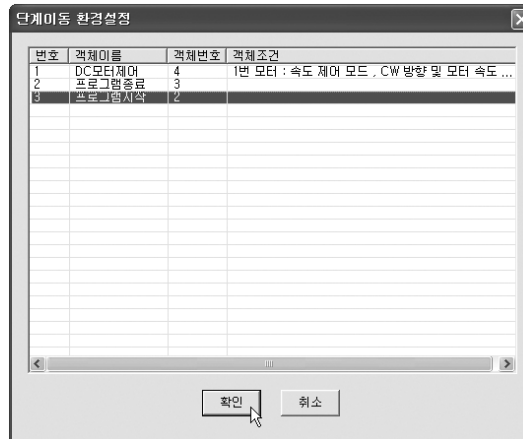 단계이동 환경설정
번호 객체이름 객체번호 객체조건
1 DC모터제어 4 1번 모터 : 속도 제어 모드 , CW 방향 및 모터 속도 ...
2 프로그램종료 3
3 프로그램시작 2
확인 취소